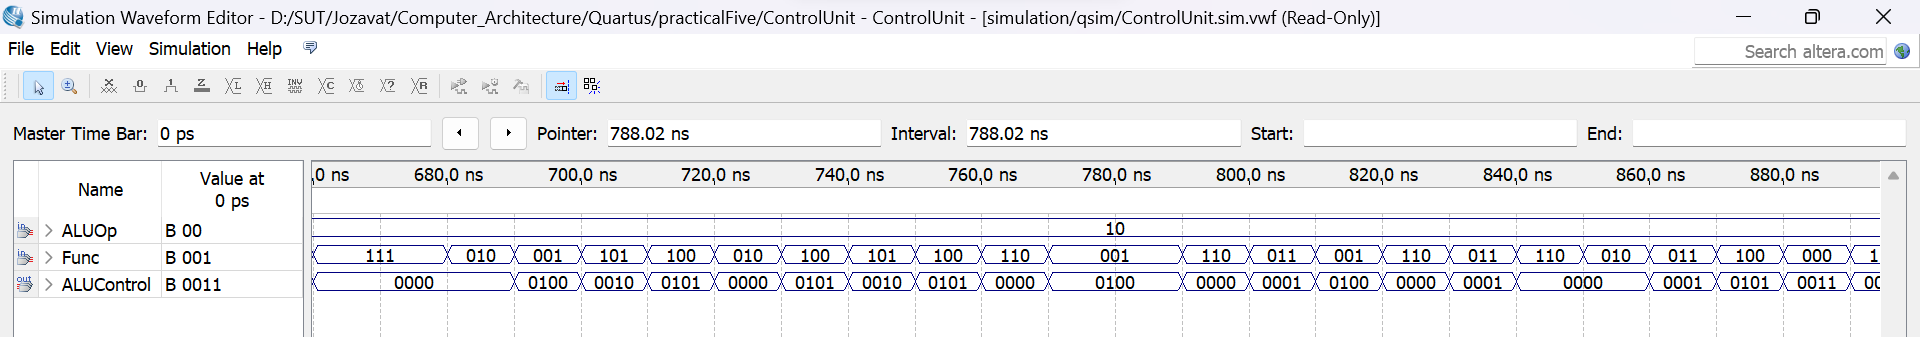 Simulation Waveform Editor - D:/SUT/Jozavat/Computer_Architecture/Quartus/practicalFive/ControlUnit - ControlUnit - [simulation/qsim/ControlUnit.sim.vwf (Read-Only)]
File Edit View Simulation Help
Search altera.com
Master Time Bar: 0 ps Pointer: 788.02 ns Interval: 788.02 ns Start: End:
Name Value at 0 ps
,0 ns 680,0 ns 700,0 ns 720,0 ns 740,0 ns 760,0 ns 780,0 ns 800,0 ns 820,0 ns 840,0 ns 860,0 ns 880,0 ns
ALUOp B 00 10
Func B 001 111 010 001 101 100 010 100 101 100 110 001 110 011 001 110 011 110 010 011 100 000 1
ALUControl B 0011 0000 0100 0010 0101 0000 0101 0010 0101 0000 0100 0000 0001 0100 0000 0001 0000 0001 0101 0011 00